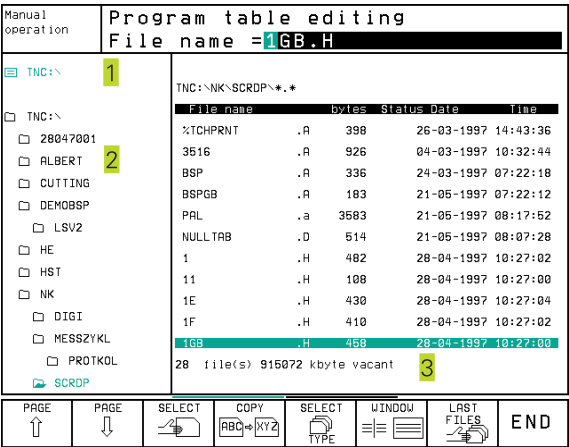 Manual
operation
Program table editing
File name =1GB.H
TNC:\
1
TNC:\NK\SCRDP\*.*
File name bytes Status Date Time
TNC:\
28047001
ALBERT
2
CUTTING
DEMOBSP
LSV2
HE
HST
NK
DIGI
MESSZYKL
PROTKOL
SCRDP
%TCHPRNT .A 398 26-03-1997 14:43:36
3516 .A 926 04-03-1997 10:32:44
BSP .A 336 24-03-1997 07:22:18
BSPGB .A 183 21-05-1997 07:22:12
PAL .a 3583 21-05-1997 08:17:52
NULLTAB .D 514 21-05-1997 08:07:28
1 .H 482 28-04-1997 10:27:02
11 .H 108 28-04-1997 10:27:00
1E .H 430 28-04-1997 10:27:04
1F .H 410 28-04-1997 10:27:02
1GB .H 458 28-04-1997 10:27:00
28 file(s) 915072 kbyte vacant
3
PAGE
PAGE
SELECT
COPY
ABC⇒XYZ
SELECT
TYPE
WINDOW
LAST
FILES
END